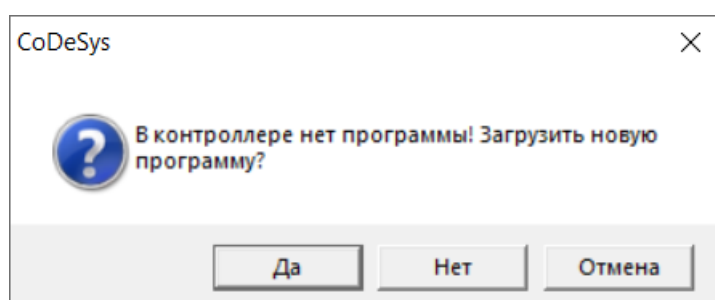 CoDeSys
В контроллере нет программы! Загрузить новую
программу?
Да
Нет
Отмена